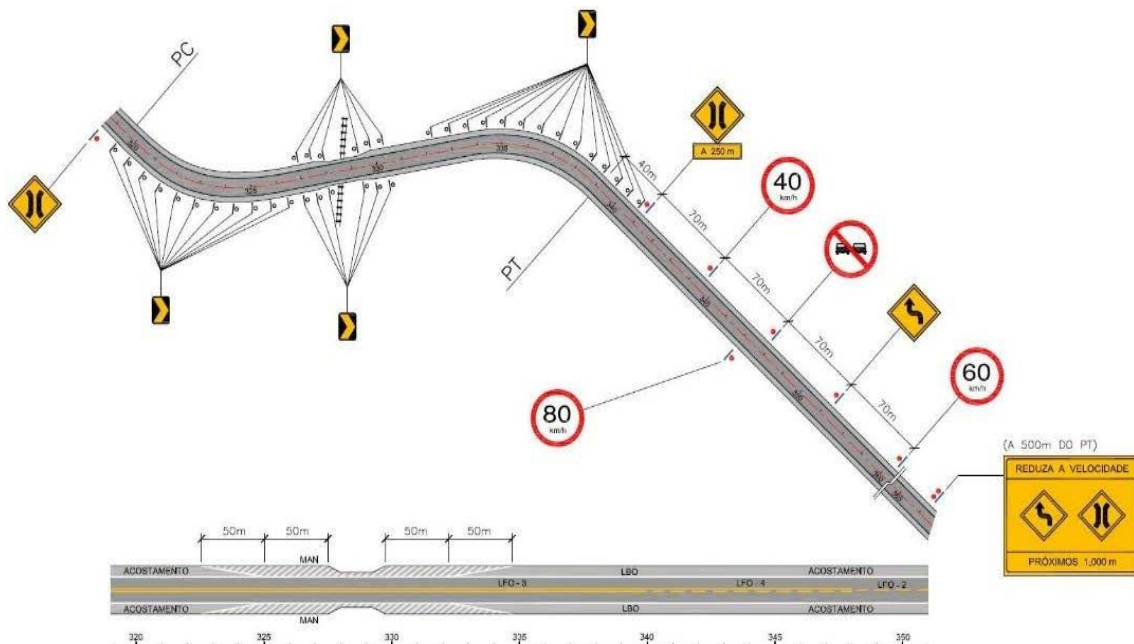 PC
A 250 m
40m
40
km/h
70m
70m
PT
70m
60
km/h
70m
80
km/h
(A 500m DO PT)
REDUZA A VELOCIDADE
PRÓXIMOS 1,000 m
50m
50m
50m
50m
MAN
ACOSTAMENTO
LFO - 3
LBO
LFO - 4
ACOSTAMENTO
LFO - 2
ACOSTAMENTO
MAN
LBO
ACOSTAMENTO
320
325
330
335
340
345
350